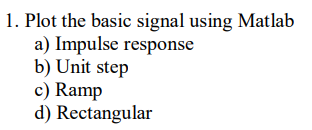 1. Plot the basic signal using Matlab
a) Impulse response
b) Unit step
c) Ramp
d) Rectangular